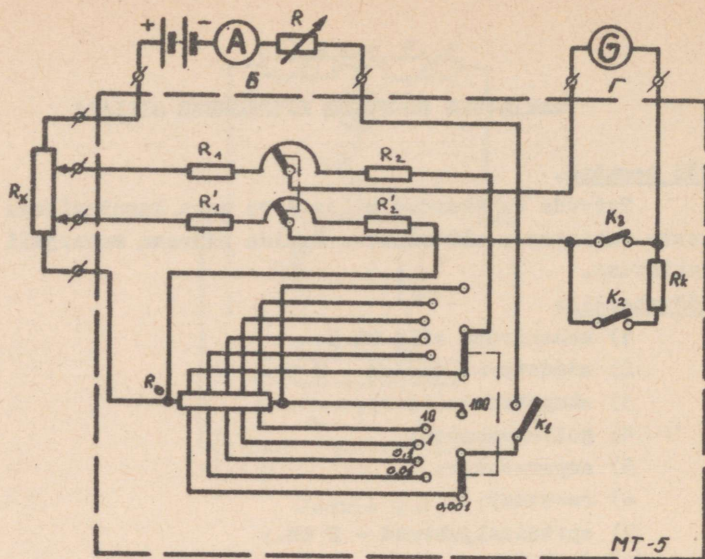 + - A R G
Б Г
R₁ R₂
Rx R'₁ R'₂
K₃
Rk
K₂
R₀
100
10
1 K₁
0,1
0,01
0,001
MT-5